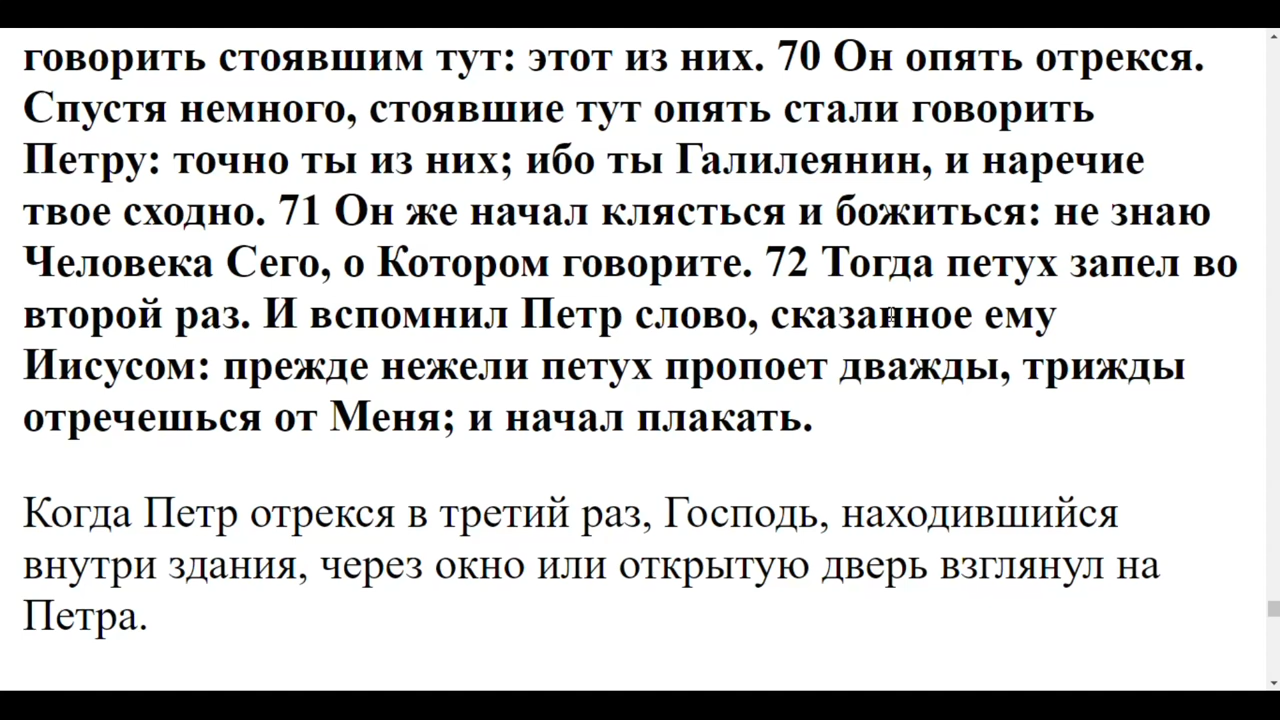 говорить стоявшим тут: этот из них. 70 Он опять отрекся.
Спустя немного, стоявшие тут опять стали говорить
Петру: точно ты из них; ибо ты Галилеянин, и наречие
твое сходно. 71 Он же начал клясться и божиться: не знаю
Человека Сего, о Котором говорите. 72 Тогда петух запел во
второй раз. И вспомнил Петр слово, сказанное ему
Иисусом: прежде нежели петух пропоет дважды, трижды
отречешься от Меня; и начал плакать.
Когда Петр отрекся в третий раз, Господь, находившийся
внутри здания, через окно или открытую дверь взглянул на
Петра.